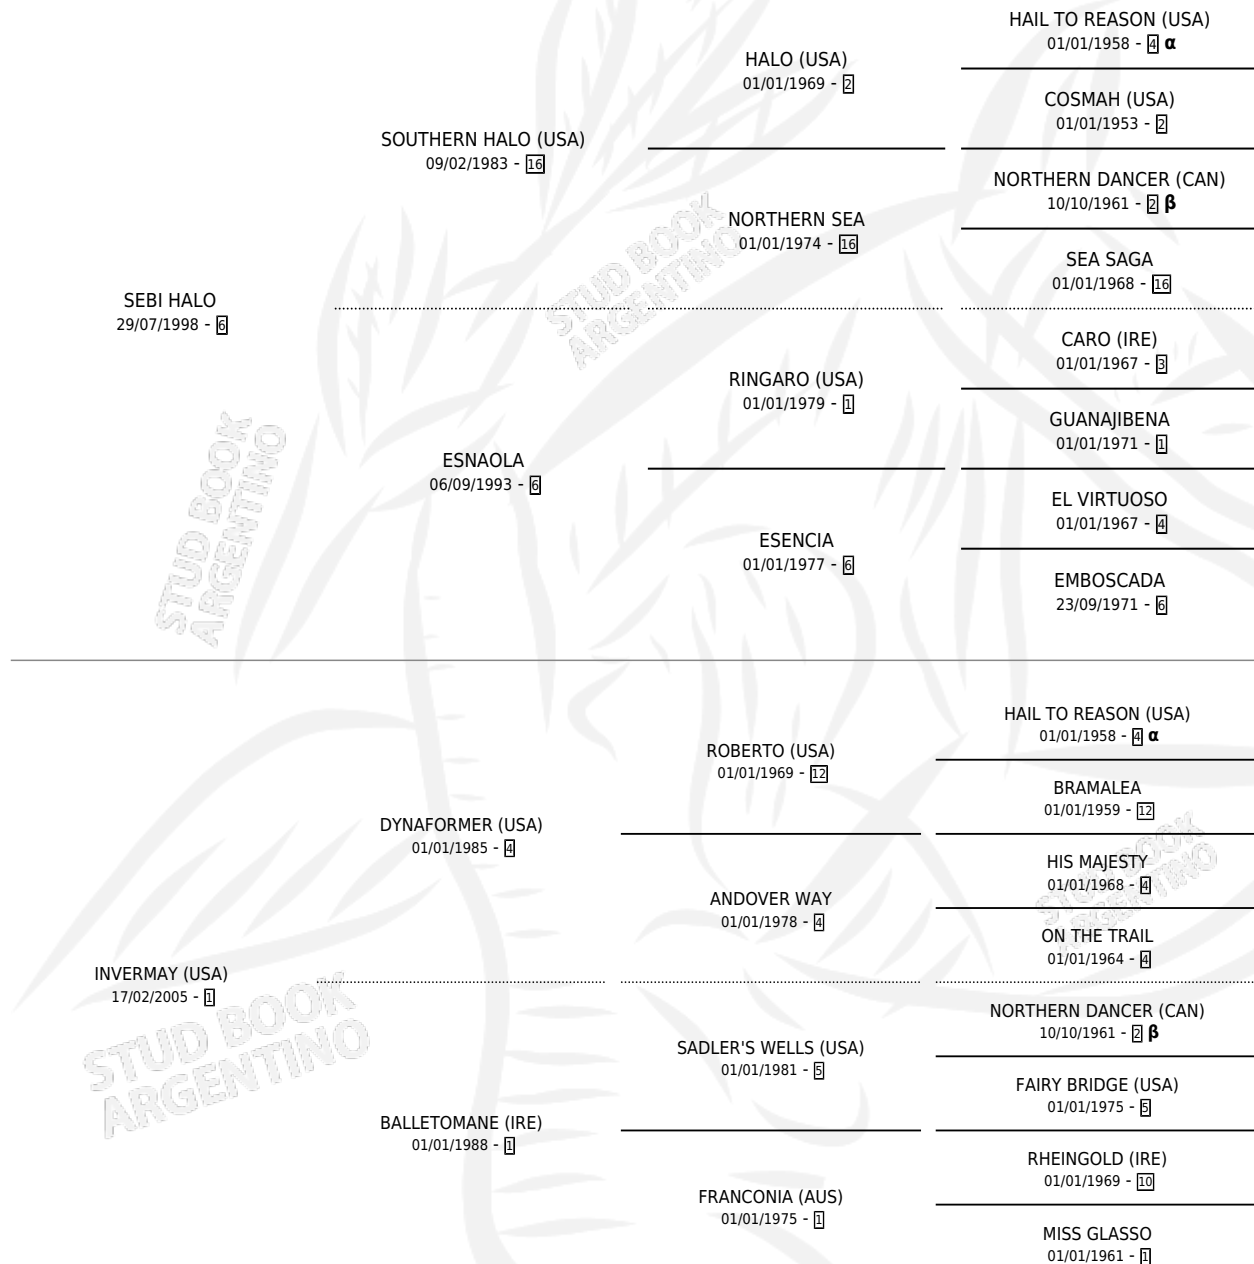 HAIL TO REASON (USA)
01/01/1958 - 4 α
HALO (USA)
01/01/1969 - 2
COSMAH (USA)
01/01/1953 - 2
SOUTHERN HALO (USA)
09/02/1983 - 16
NORTHERN DANCER (CAN)
10/10/1961 - 2 β
NORTHERN SEA
01/01/1974 - 16
SEA SAGA
01/01/1968 - 16
SEBI HALO
29/07/1998 - 6
CARO (IRE)
01/01/1967 - 3
RINGARO (USA)
01/01/1979 - 1
GUANAJIBENA
01/01/1971 - 1
ESNAOLA
06/09/1993 - 6
EL VIRTUOSO
01/01/1967 - 4
ESENCIA
01/01/1977 - 6
EMBOSCADA
23/09/1971 - 6
HAIL TO REASON (USA)
01/01/1958 - 4 α
ROBERTO (USA)
01/01/1969 - 12
BRAMALEA
01/01/1959 - 12
DYNAFORMER (USA)
01/01/1985 - 4
HIS MAJESTY
01/01/1968 - 4
ANDOVER WAY
01/01/1978 - 4
ON THE TRAIL
01/01/1964 - 4
INVERMAY (USA)
17/02/2005 - 1
NORTHERN DANCER (CAN)
10/10/1961 - 2 β
SADLER'S WELLS (USA)
01/01/1981 - 5
FAIRY BRIDGE (USA)
01/01/1975 - 5
BALLETOMANE (IRE)
01/01/1988 - 1
RHEINGOLD (IRE)
01/01/1969 - 10
FRANCONIA (AUS)
01/01/1975 - 1
MISS GLASSO
01/01/1961 - 1
STUD BOOK
ARGENTINO
STUD BOOK
ARGENTINO
STUD BOOK
ARGENTINO
STUD BOOK
ARGENTINO